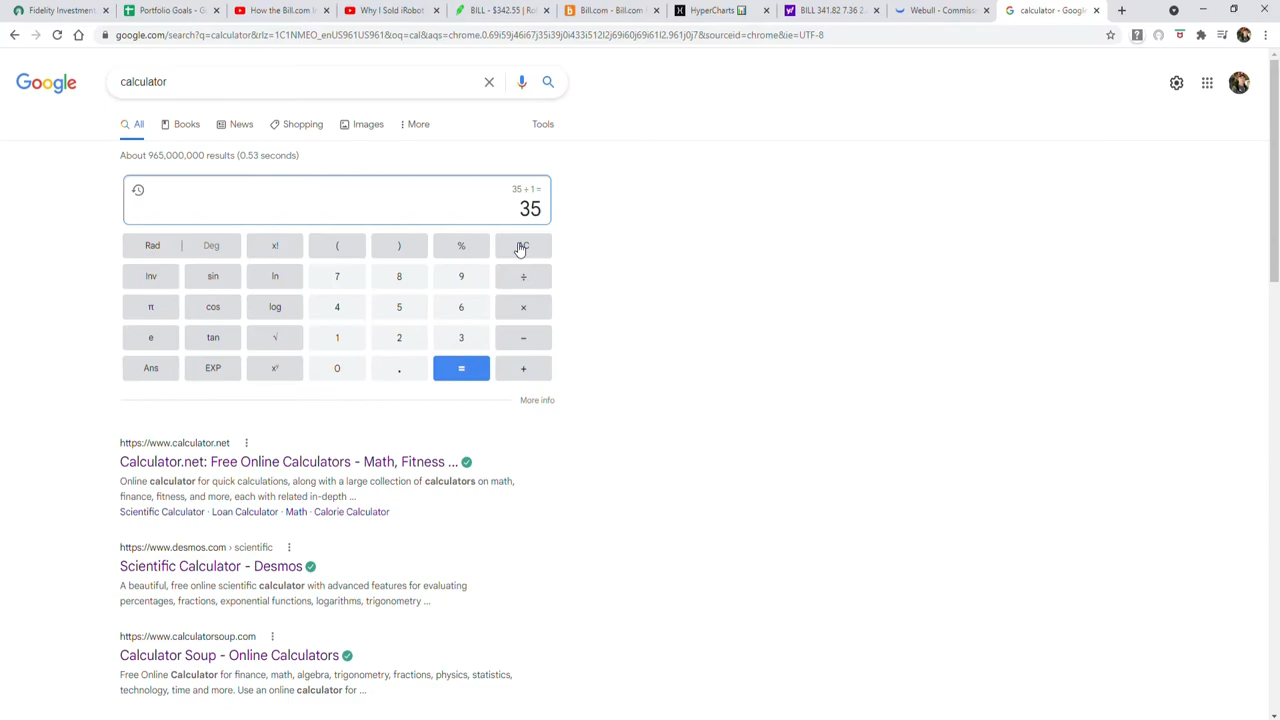 Fidelity Investment
Portfolio Goals - G
How the Bill.com In
Why I Sold iRobot
BILL - $342.55 | Ro
Bill.com - Bill.com F
HyperCharts
BILL 341.82 7.36 2.
Webull - Commissi
calculator - Google
google.com/search?q=calculator&rlz=1C1NMEO_enUS961US961&oq=cal&aqs=chrome.0.69i59j46i67j35i39j0i433i512l2j69i60j69i61l2.961j0j7&sourceid=chrome&ie=UTF-8
Google
calculator
All
Books
News
Shopping
Images
More
Tools
About 965,000,000 results (0.53 seconds)
35 ÷ 1 =
35
Rad | Deg x! ( ) %
Inv sin ln 7 8 9 ÷
π cos log 4 5 6 ×
e tan √ 1 2 3 −
Ans EXP xʸ 0 . = +
More info
https://www.calculator.net
Calculator.net: Free Online Calculators - Math, Fitness ...
Online calculator for quick calculations, along with a large collection of calculators on math,
finance, fitness, and more, each with related in-depth ...
Scientific Calculator · Loan Calculator · Math · Calorie Calculator
https://www.desmos.com › scientific
Scientific Calculator - Desmos
A beautiful, free online scientific calculator with advanced features for evaluating
percentages, fractions, exponential functions, logarithms, trigonometry ...
https://www.calculatorsoup.com
Calculator Soup - Online Calculators
Free Online Calculator for finance, math, algebra, trigonometry, fractions, physics, statistics,
technology, time and more. Use an online calculator for ...